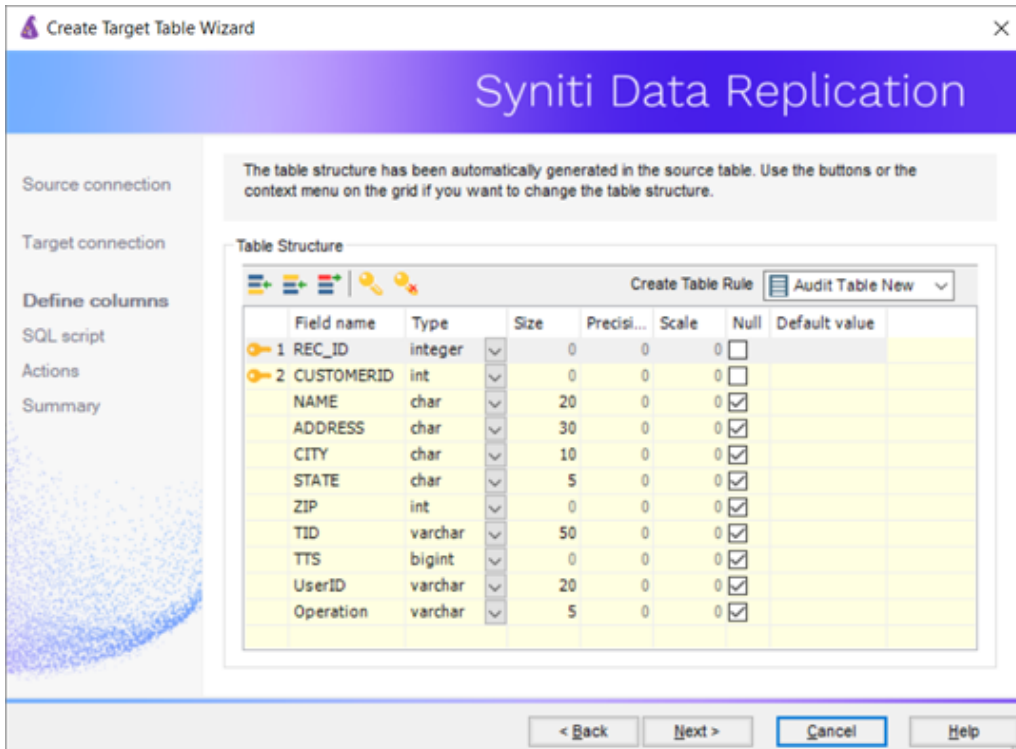 Create Target Table Wizard
Syniti Data Replication
Source connection
Target connection
Define columns
SQL script
Actions
Summary
The table structure has been automatically generated in the source table. Use the buttons or the
context menu on the grid if you want to change the table structure.
Table Structure
Create Table Rule Audit Table New
Field name Type Size Precisi... Scale Null Default value
1 REC_ID integer 0 0 0
2 CUSTOMERID int 0 0 0
NAME char 20 0 0
ADDRESS char 30 0 0
CITY char 10 0 0
STATE char 5 0 0
ZIP int 0 0 0
TID varchar 50 0 0
TTS bigint 0 0 0
UserID varchar 20 0 0
Operation varchar 5 0 0
< Back Next > Cancel Help